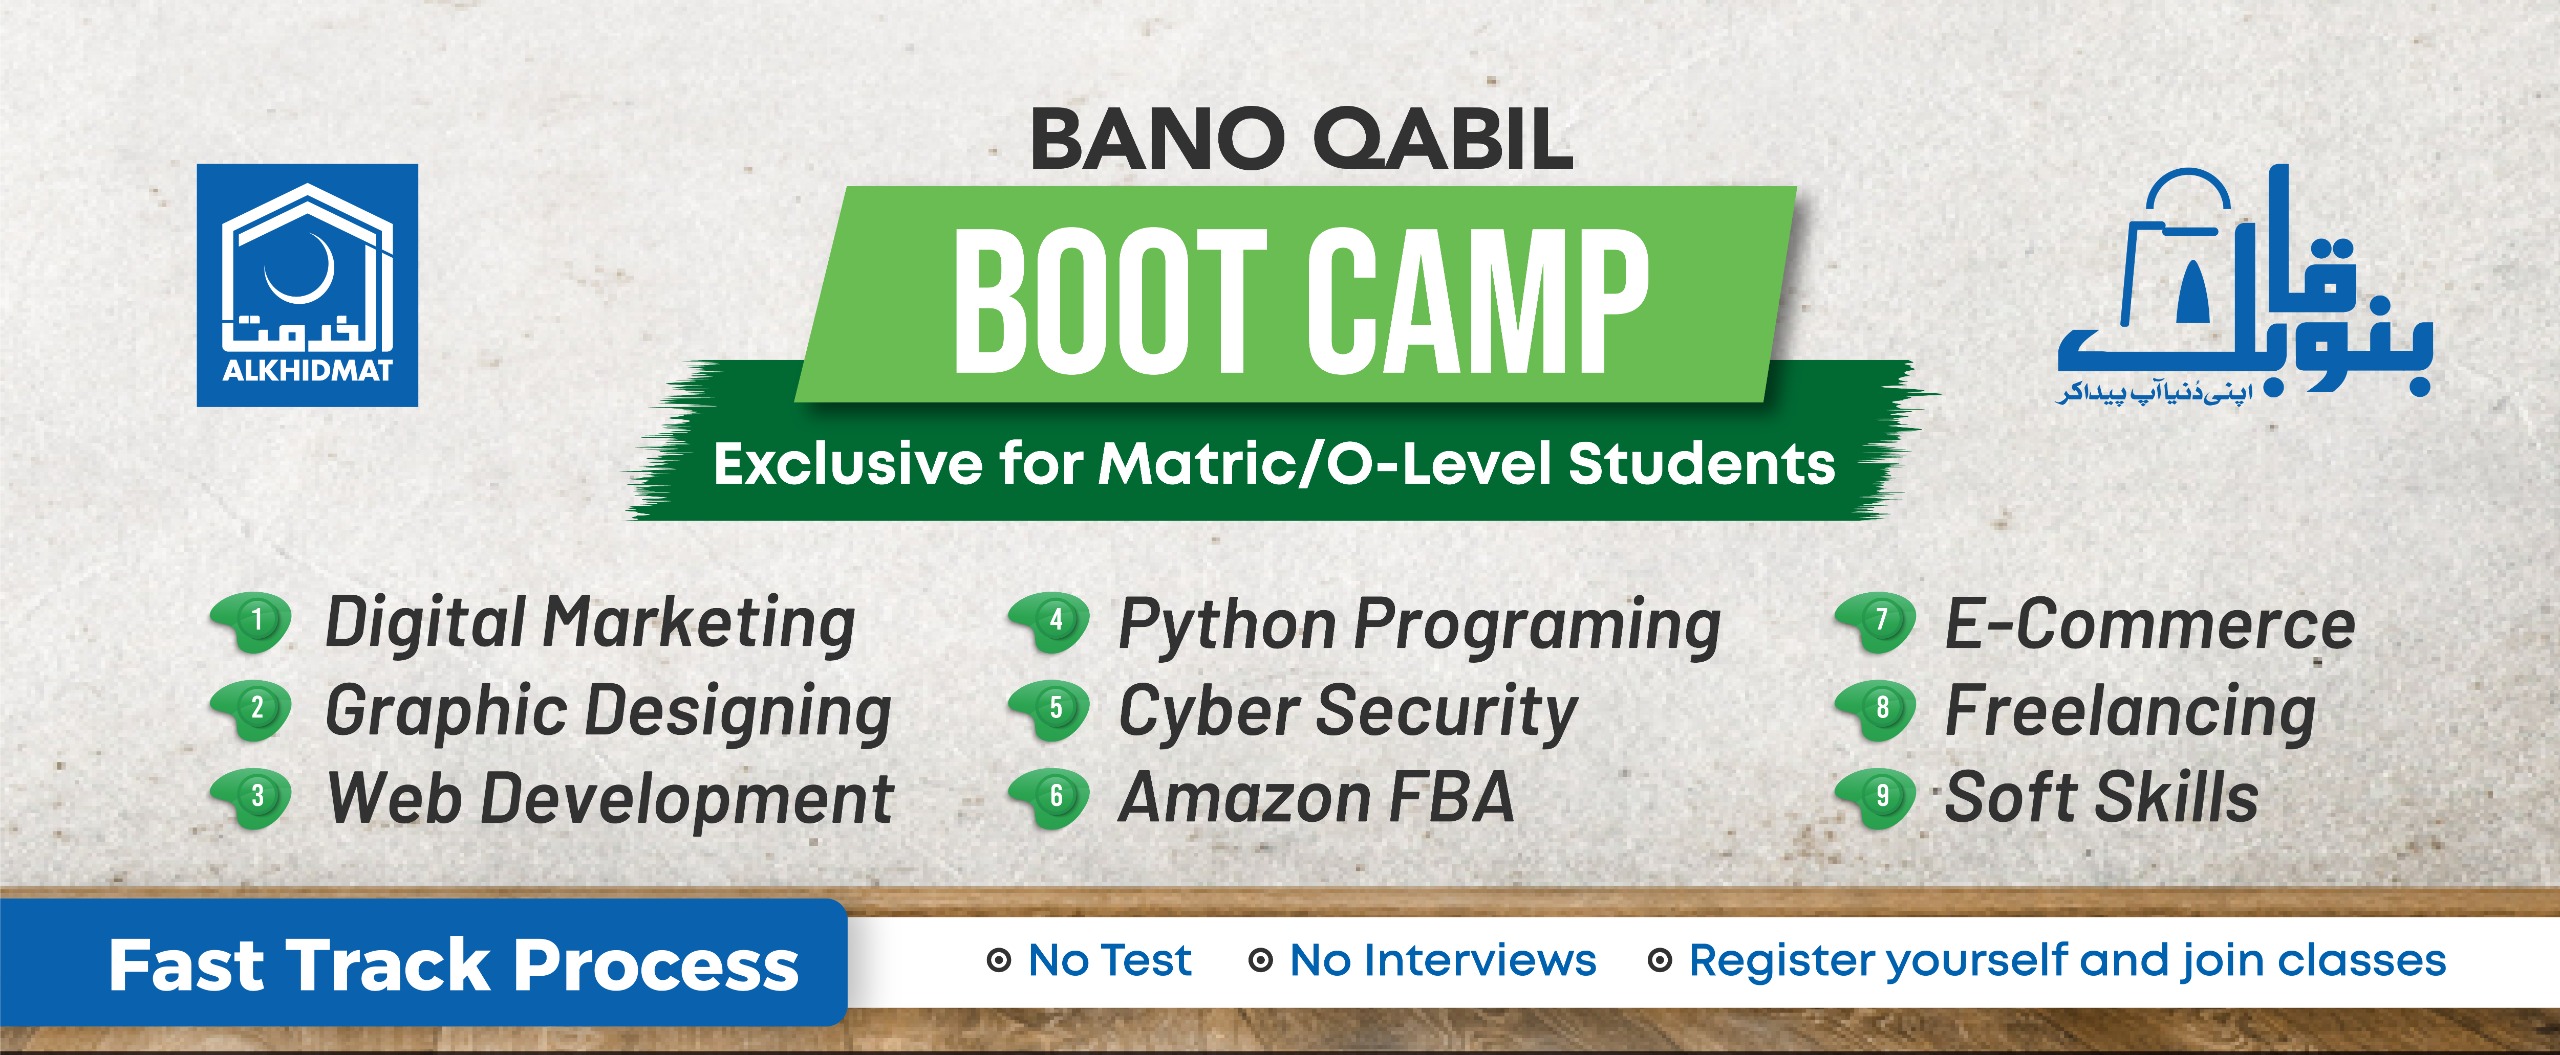 BANO QABIL
BOOT CAMP
Exclusive for Matric/O-Level Students
الخدمت
ALKHIDMAT
بنو قابل
اپنی دُنیا آپ پیدا کر
1 Digital Marketing
2 Graphic Designing
3 Web Development
4 Python Programing
5 Cyber Security
6 Amazon FBA
7 E-Commerce
8 Freelancing
9 Soft Skills
Fast Track Process
No Test
No Interviews
Register yourself and join classes